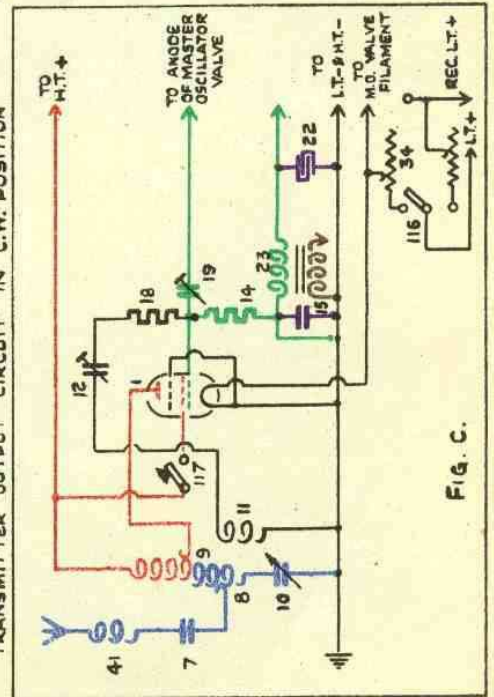 TRANSMITTER OUTPUT CIRCUIT IN C.W. POSITION
TO
H.T.+
12
18
TO ANODE
OF MASTER
OSCILLATOR
VALVE
1
19
117
14
41
9
11
23
22
7
8
15
10
TO
L.T.-&H.T.-
TO
M.O. VALVE
FILAMENT
34
116
REC. L.T.+
L.T.+
FIG. C.